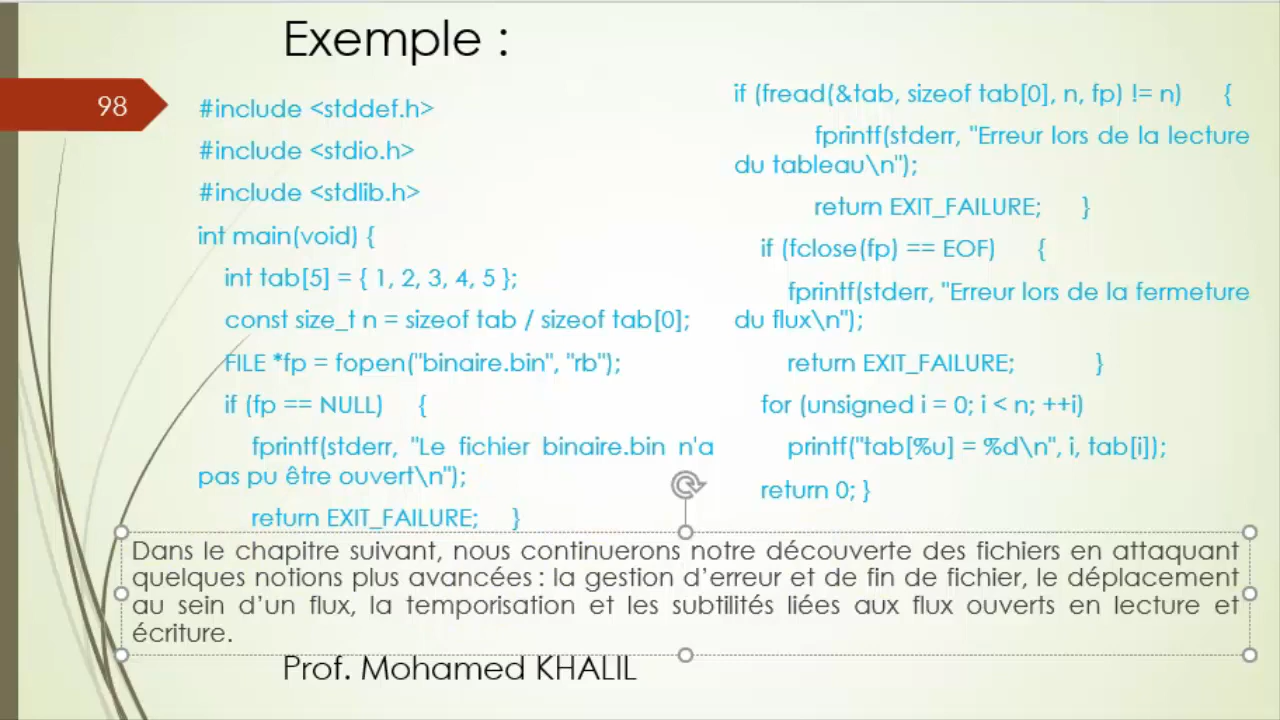 Exemple :
98
#include <stddef.h>
#include <stdio.h>
#include <stdlib.h>
int main(void) {
int tab[5] = { 1, 2, 3, 4, 5 };
const size_t n = sizeof tab / sizeof tab[0];
FILE *fp = fopen("binaire.bin", "rb");
if (fp == NULL) {
fprintf(stderr, "Le fichier binaire.bin n'a
pas pu être ouvert\n");
return EXIT_FAILURE; }
if (fread(&tab, sizeof tab[0], n, fp) != n) {
fprintf(stderr, "Erreur lors de la lecture
du tableau\n");
return EXIT_FAILURE; }
if (fclose(fp) == EOF) {
fprintf(stderr, "Erreur lors de la fermeture
du flux\n");
return EXIT_FAILURE; }
for (unsigned i = 0; i < n; ++i)
printf("tab[%u] = %d\n", i, tab[i]);
return 0; }
Dans le chapitre suivant, nous continuerons notre découverte des fichiers en attaquant
quelques notions plus avancées : la gestion d’erreur et de fin de fichier, le déplacement
au sein d’un flux, la temporisation et les subtilités liées aux flux ouverts en lecture et
écriture.
Prof. Mohamed KHALIL